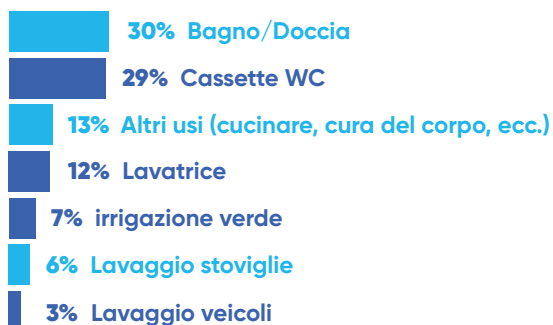 30% Bagno/Doccia
29% Cassette WC
13% Altri usi (cucinare, cura del corpo, ecc.)
12% Lavatrice
7% irrigazione verde
6% Lavaggio stoviglie
3% Lavaggio veicoli